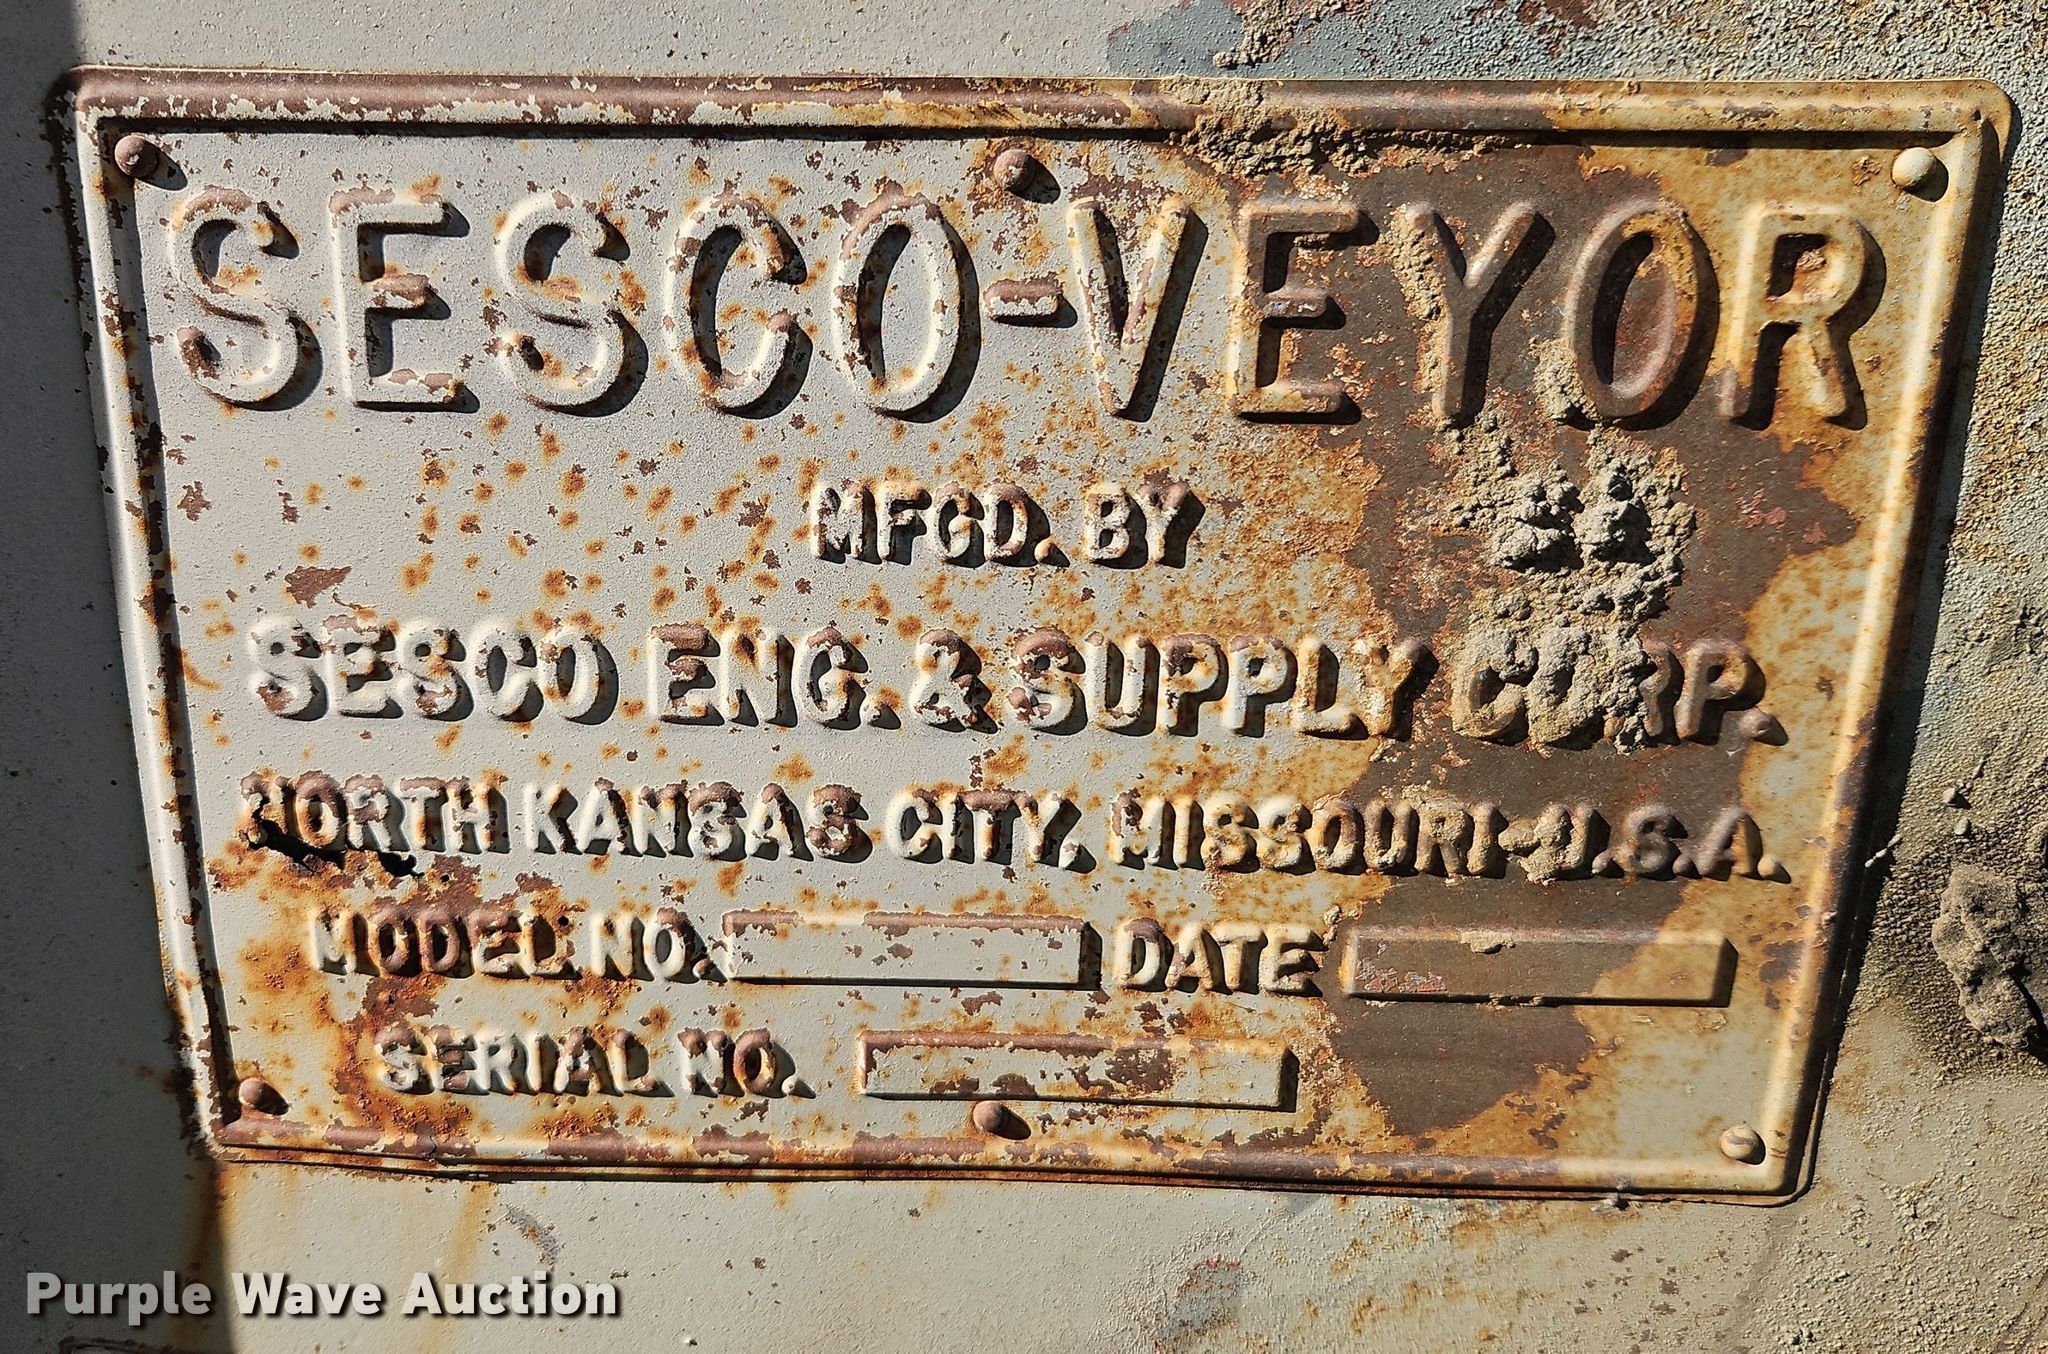 SESCO-VEYOR
MFGD. BY
SESCO ENG. & SUPPLY CORP.
NORTH KANSAS CITY, MISSOURI-U.S.A.
MODEL NO. DATE
SERIAL NO.
Purple Wave Auction